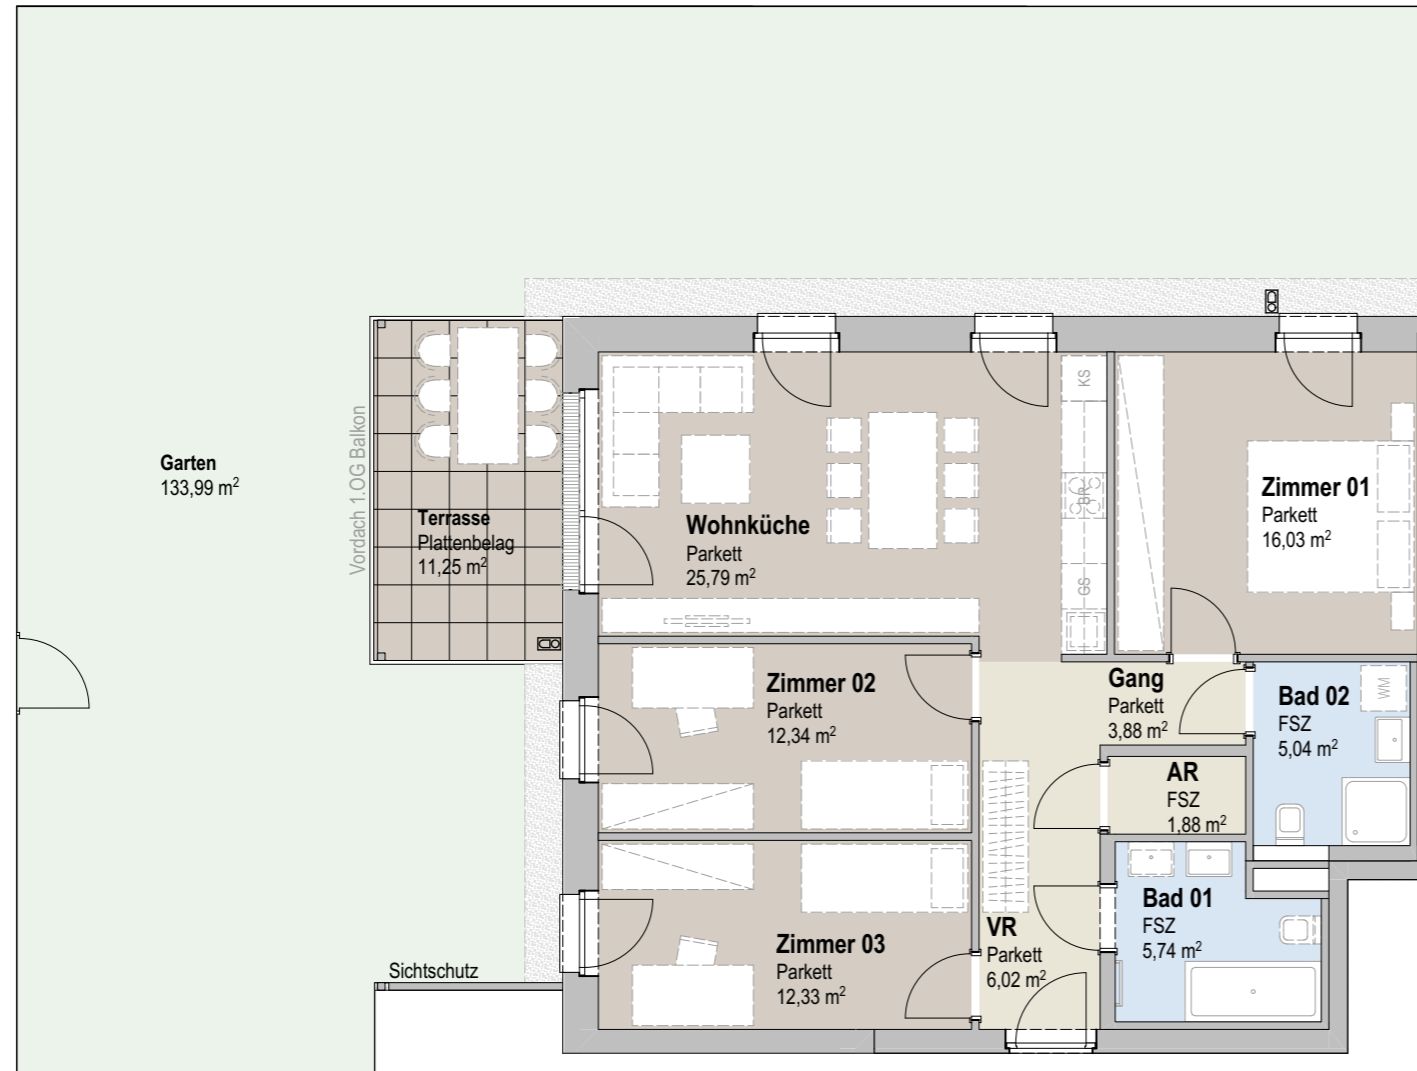 Garten
133,99 m²
Vordach 1.OG Balkon
Terrasse
Plattenbelag
11,25 m²
Wohnküche
Parkett
25,79 m²
KS
BR
GS
Zimmer 01
Parkett
16,03 m²
Zimmer 02
Parkett
12,34 m²
Gang
Parkett
3,88 m²
Bad 02
FSZ
5,04 m²
WM
AR
FSZ
1,88 m²
Bad 01
FSZ
5,74 m²
VR
Parkett
6,02 m²
Zimmer 03
Parkett
12,33 m²
Sichtschutz